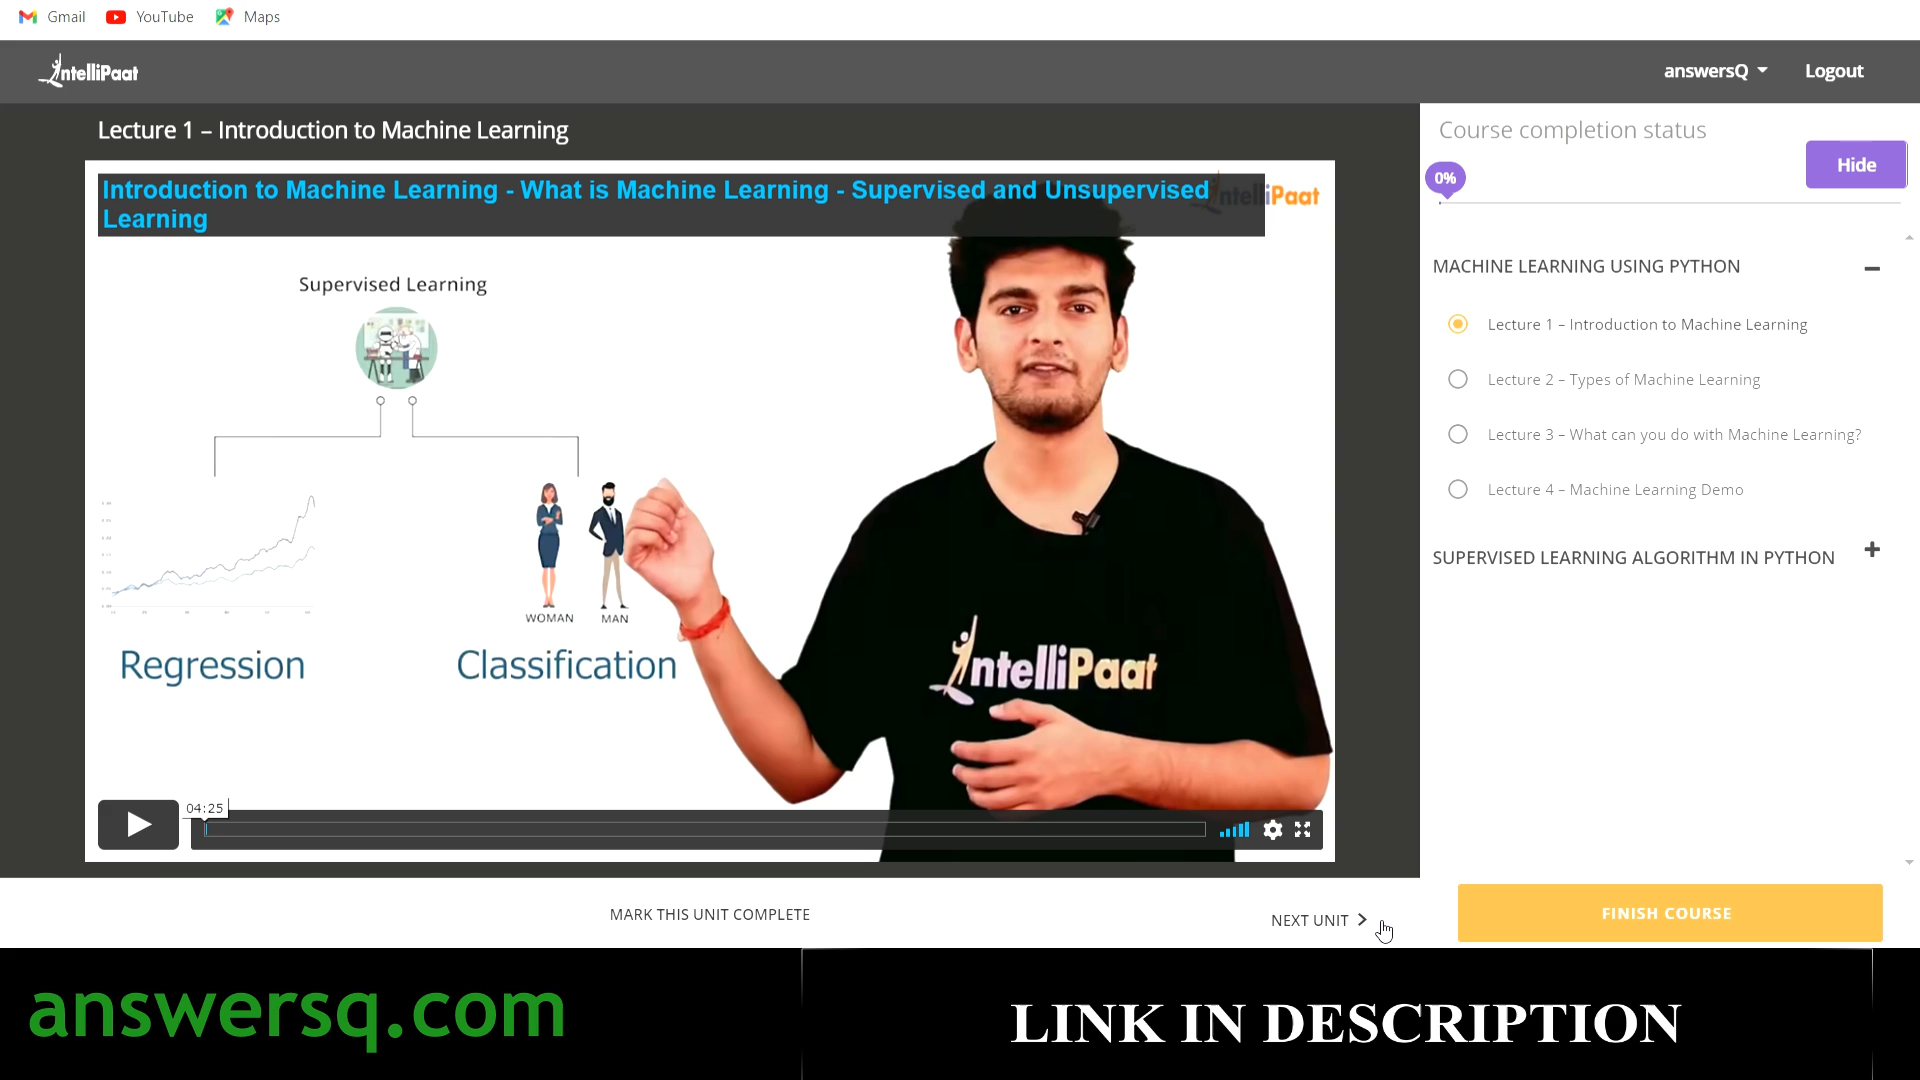 Gmail YouTube Maps
IntelliPaat
answersQ Logout
Lecture 1 – Introduction to Machine Learning
Introduction to Machine Learning - What is Machine Learning - Supervised and Unsupervised
Learning
IntelliPaat
Supervised Learning
WOMAN MAN
Regression Classification
IntelliPaat
04:25
MARK THIS UNIT COMPLETE
NEXT UNIT
Course completion status
Hide
0%
MACHINE LEARNING USING PYTHON
Lecture 1 – Introduction to Machine Learning
Lecture 2 – Types of Machine Learning
Lecture 3 – What can you do with Machine Learning?
Lecture 4 – Machine Learning Demo
SUPERVISED LEARNING ALGORITHM IN PYTHON
FINISH COURSE
answersq.com
LINK IN DESCRIPTION